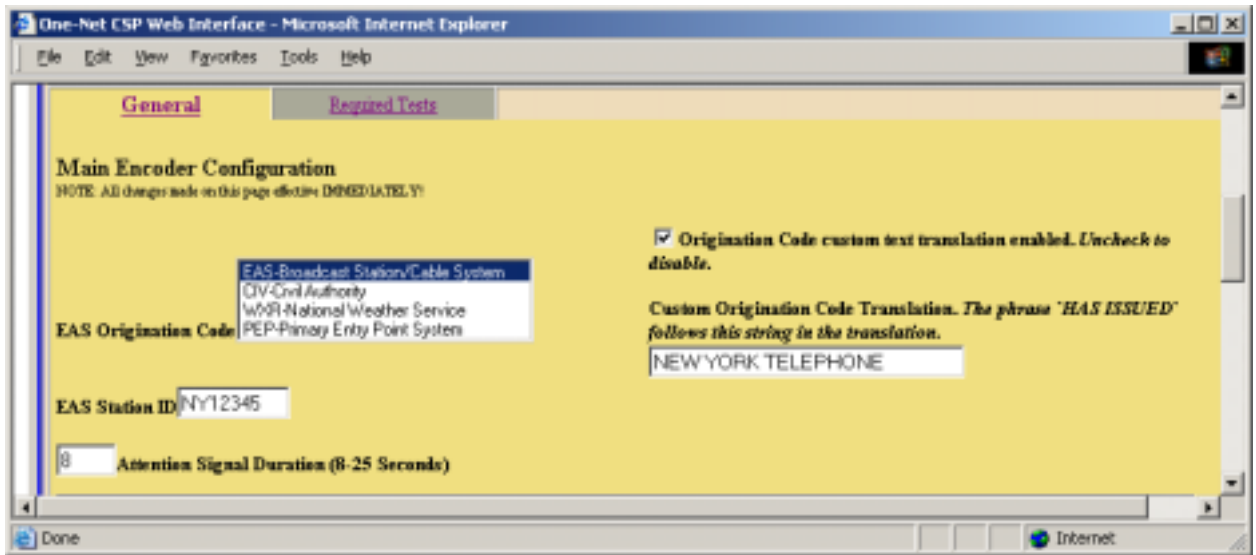 One-Net CSP Web Interface - Microsoft Internet Explorer
File Edit View Favorites Tools Help
General Required Tests
Main Encoder Configuration
NOTE: All changes made on this page effective IMMEDIATELY!
Origination Code custom text translation enabled. Uncheck to
disable.
EAS-Broadcast Station/Cable System
CIV-Civil Authority
WXR-National Weather Service
PEP-Primary Entry Point System
EAS Origination Code
Custom Origination Code Translation. The phrase "HAS ISSUED"
follows this string in the translation.
NEW YORK TELEPHONE
EAS Station ID NY12345
8 Attention Signal Duration (8-25 Seconds)
Done Internet